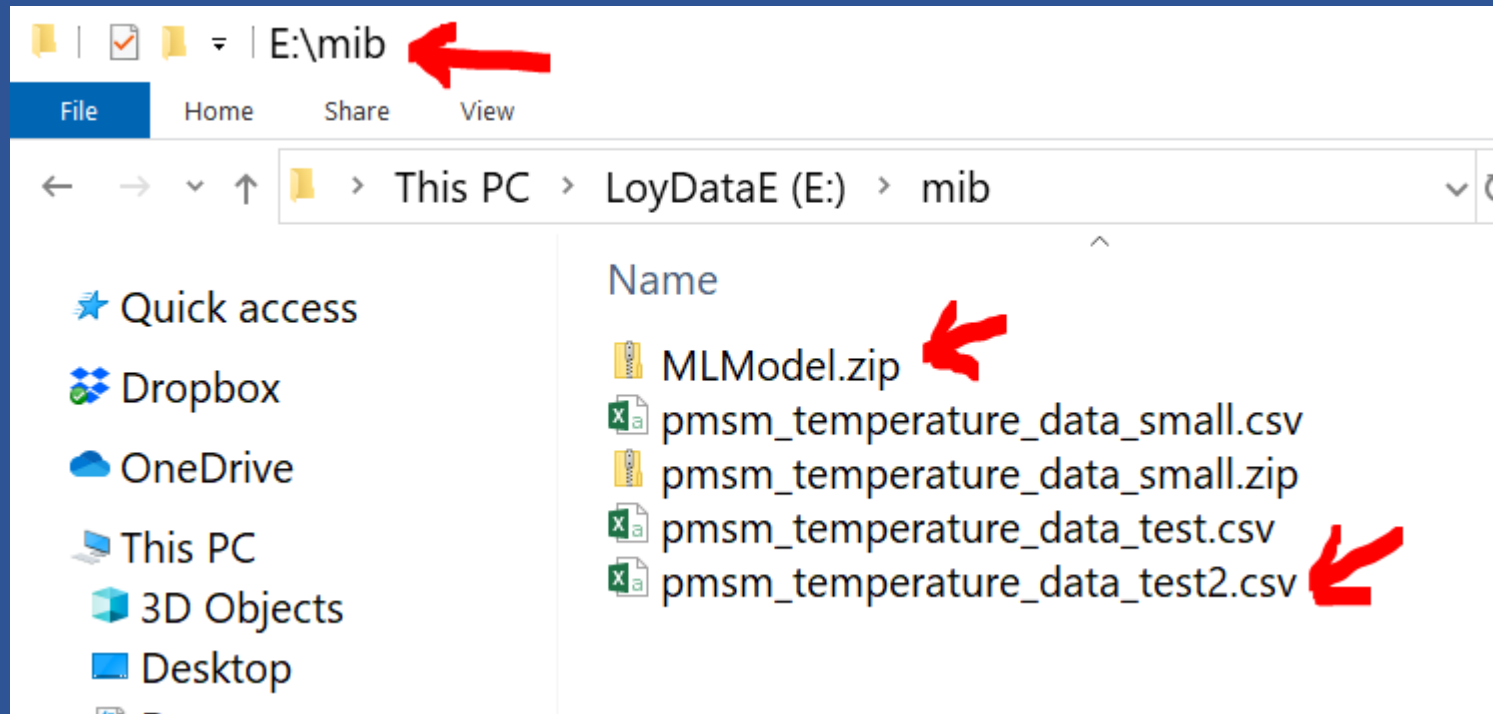 E:\mib
File Home Share View
This PC > LoyDataE (E:) > mib
Name
Quick access
Dropbox
OneDrive
This PC
3D Objects
Desktop
MLModel.zip
pmsm_temperature_data_small.csv
pmsm_temperature_data_small.zip
pmsm_temperature_data_test.csv
pmsm_temperature_data_test2.csv